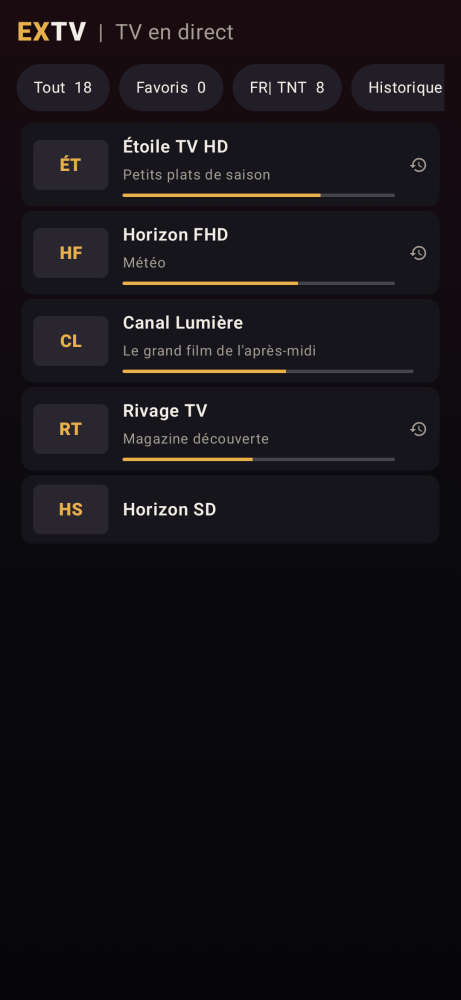 EXTV | TV en direct
Tout 18 Favoris 0 FR| TNT 8 Historique
ÉT
Étoile TV HD
Petits plats de saison
HF
Horizon FHD
Météo
CL
Canal Lumière
Le grand film de l'après-midi
RT
Rivage TV
Magazine découverte
HS
Horizon SD